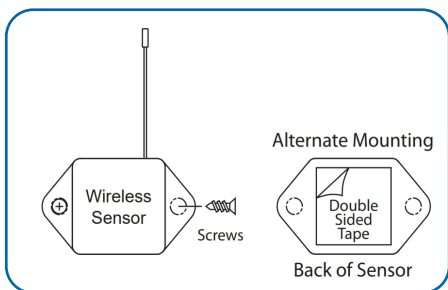 Wireless
Sensor
Screws
Alternate Mounting
Double
Sided
Tape
Back of Sensor